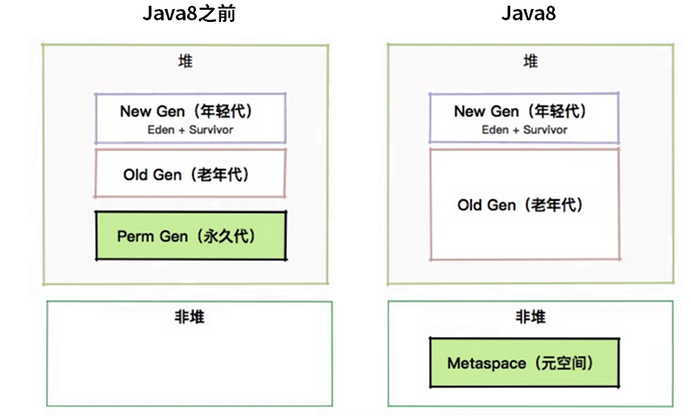 Java8之前
堆
New Gen（年轻代）
Eden + Survivor
Old Gen（老年代）
Perm Gen（永久代）
非堆
Java8
堆
New Gen（年轻代）
Eden + Survivor
Old Gen（老年代）
非堆
Metaspace（元空间）